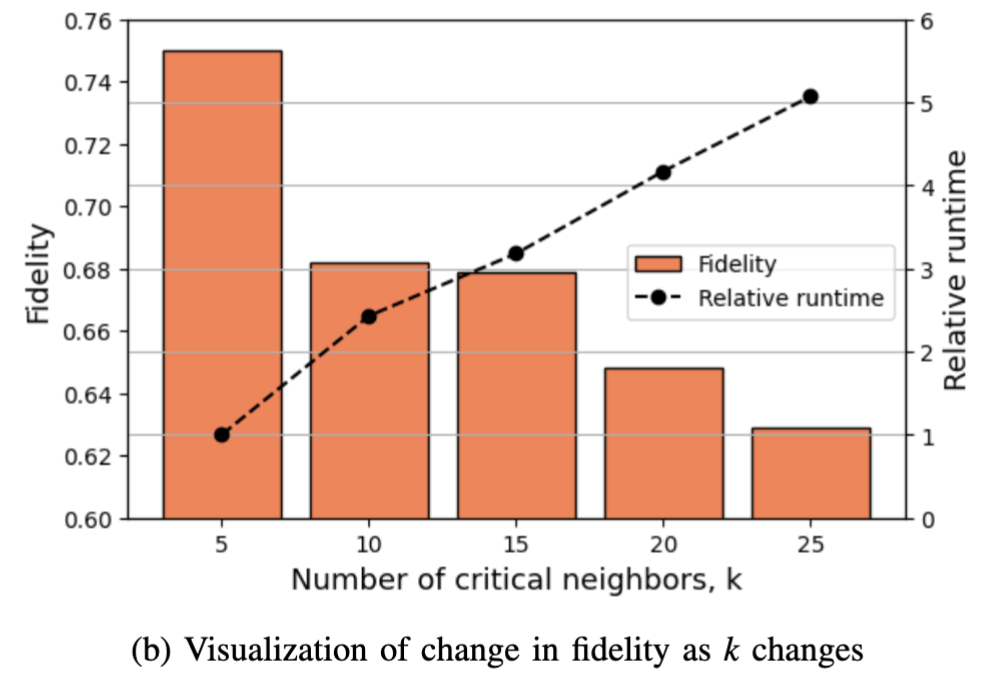 0.76
0.74
0.72
0.70
0.68
0.66
0.64
0.62
0.60
Fidelity
6
5
4
3
2
1
0
Relative runtime
Fidelity
Relative runtime
5 10 15 20 25
Number of critical neighbors, k
(b) Visualization of change in fidelity as k changes